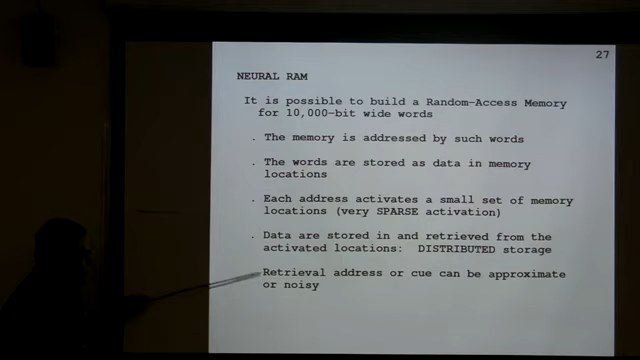 27
NEURAL RAM
It is possible to build a Random-Access Memory
for 10,000-bit wide words
. The memory is addressed by such words
. The words are stored as data in memory
locations
. Each address activates a small set of memory
locations (very SPARSE activation)
. Data are stored in and retrieved from the
activated locations: DISTRIBUTED storage
Retrieval address or cue can be approximate
or noisy